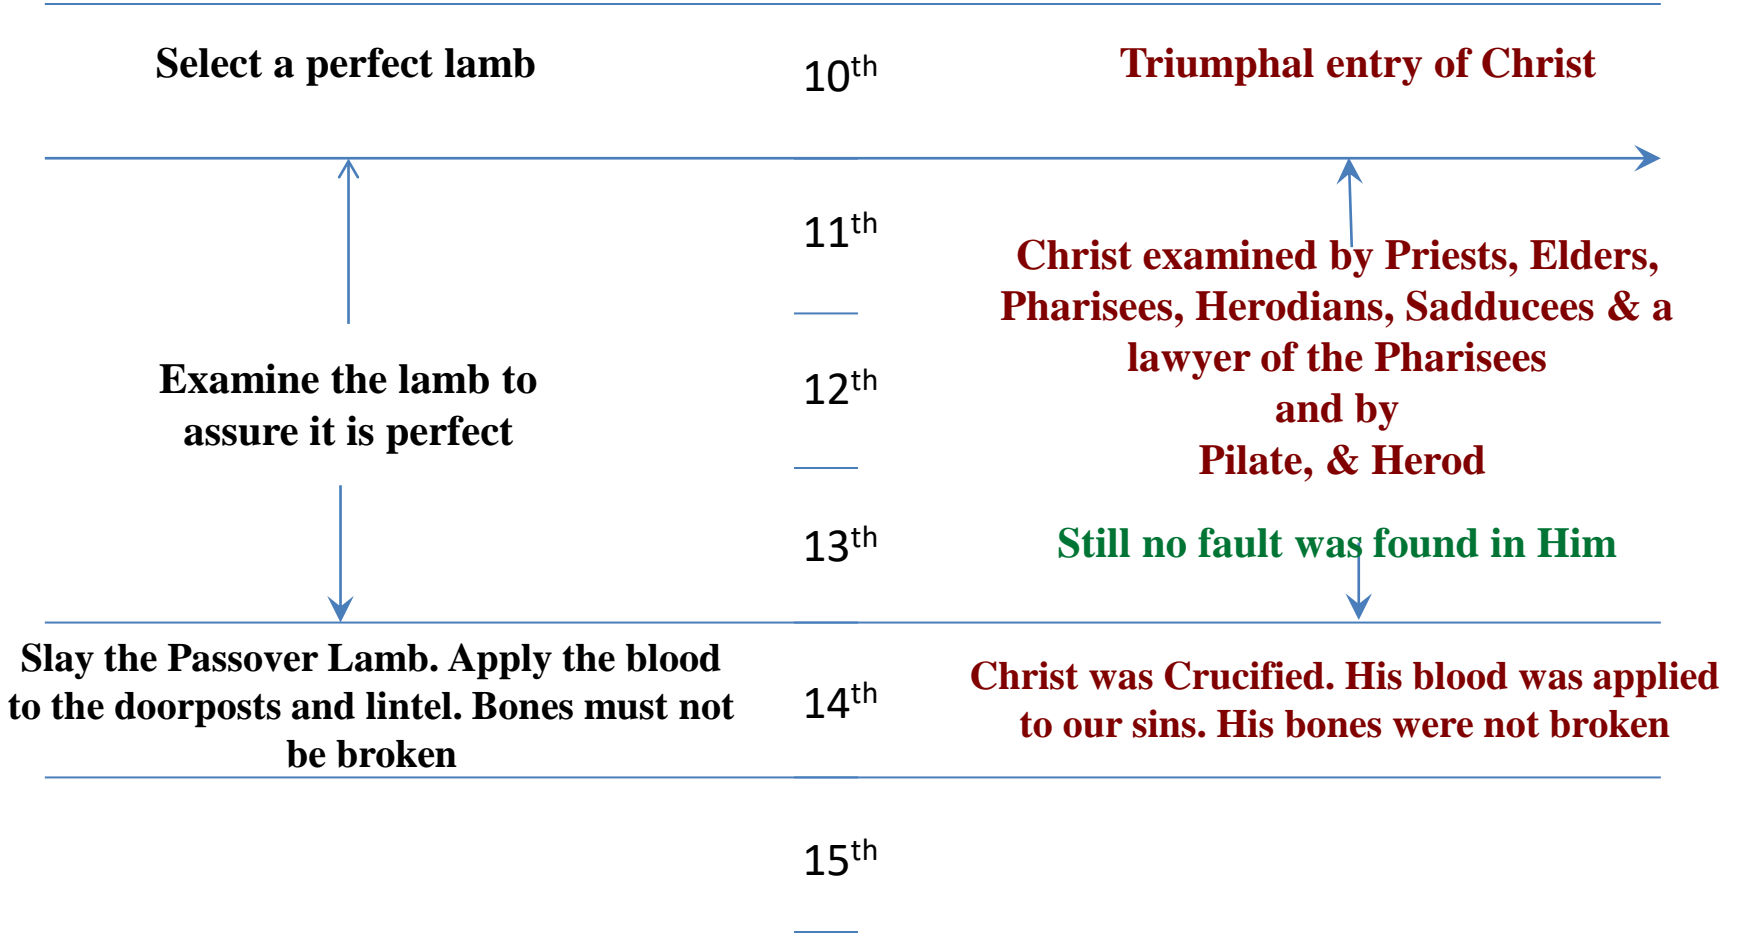 Select a perfect lamb
10th
Triumphal entry of Christ
11th
Christ examined by Priests, Elders,
Pharisees, Herodians, Sadducees & a
lawyer of the Pharisees
and by
Pilate, & Herod
Examine the lamb to
assure it is perfect
12th
13th
Still no fault was found in Him
Slay the Passover Lamb. Apply the blood
to the doorposts and lintel. Bones must not
be broken
14th
Christ was Crucified. His blood was applied
to our sins. His bones were not broken
15th